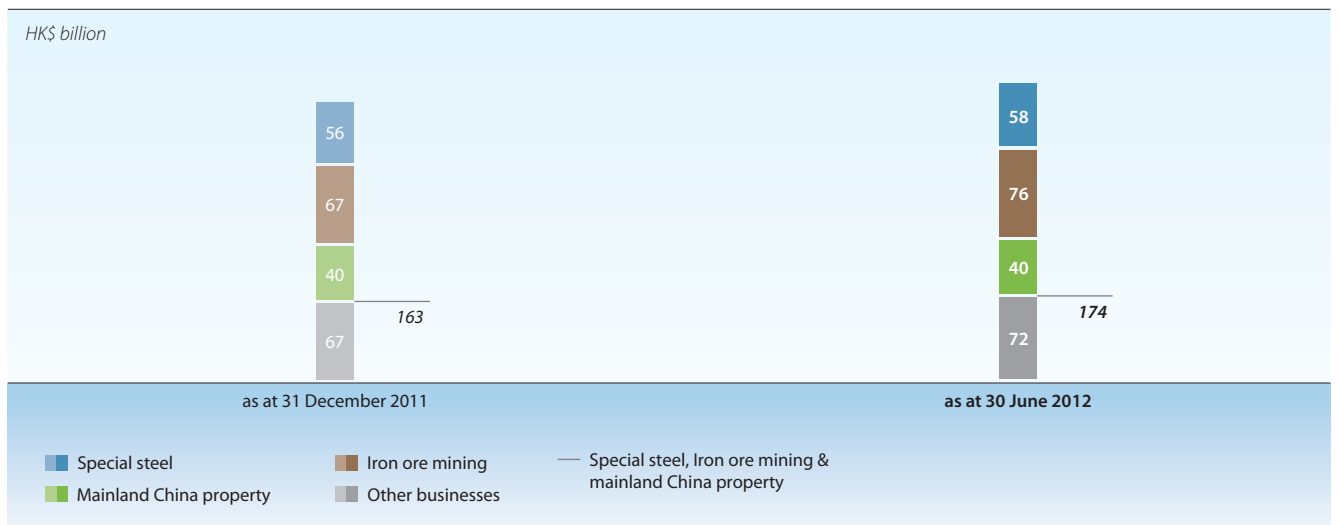 HK$ billion
56
67
40
163
67
58
76
40
174
72
as at 31 December 2011
as at 30 June 2012
Special steel
Iron ore mining
Special steel, Iron ore mining &
mainland China property
Mainland China property
Other businesses